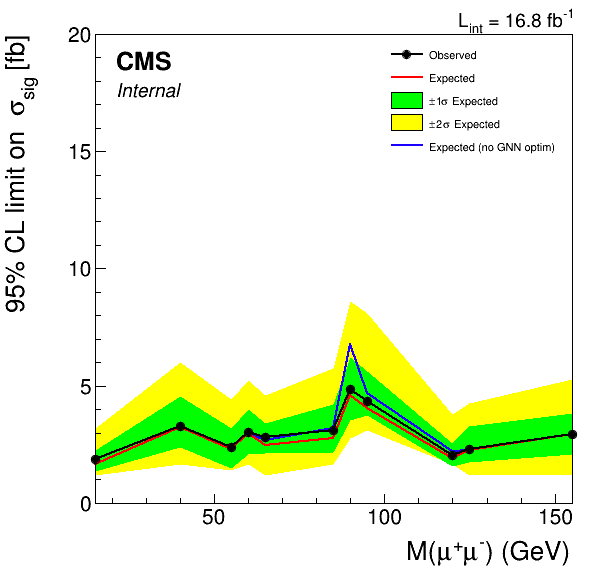 L_int = 16.8 fb^-1
20
CMS
Internal
Observed
Expected
±1σ Expected
±2σ Expected
Expected (no GNN optim)
95% CL limit on σ_sig [fb]
15
10
5
0
50
100
150
M(μ^+μ^-) (GeV)